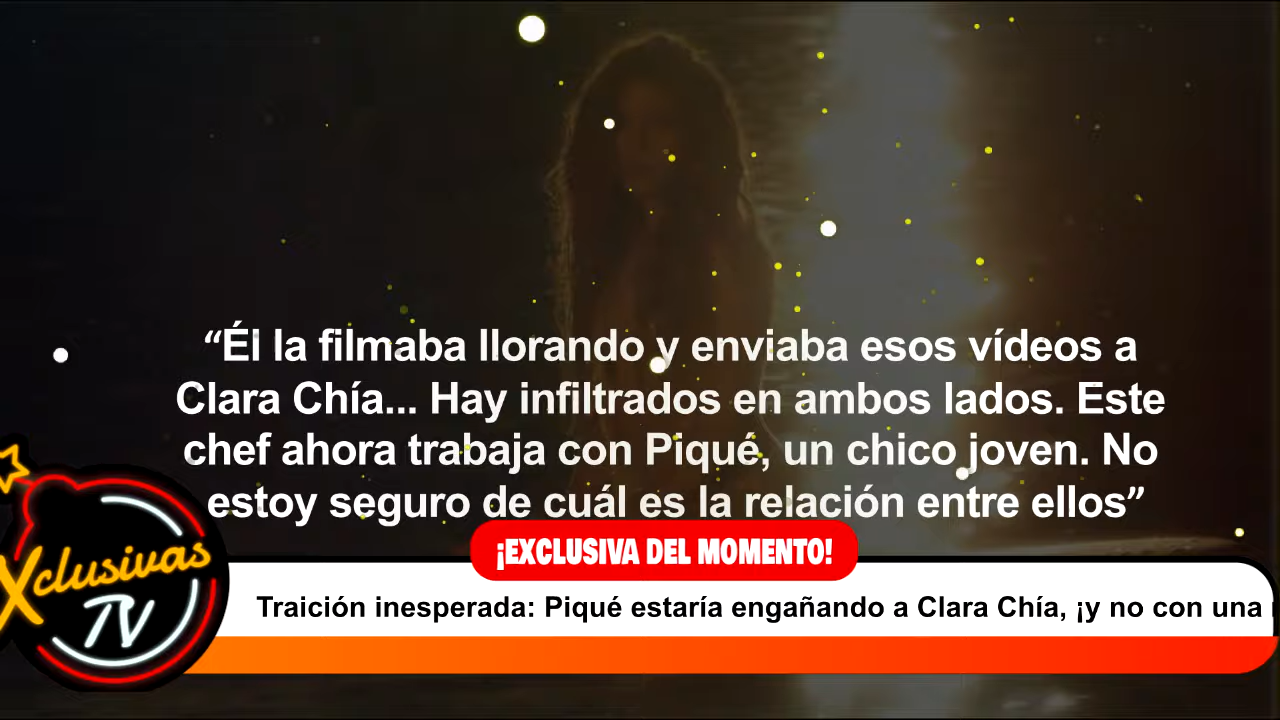 “Él la filmaba llorando y enviaba esos vídeos a
Clara Chía... Hay infiltrados en ambos lados. Este
chef ahora trabaja con Piqué, un chico joven. No
estoy seguro de cuál es la relación entre ellos”
¡EXCLUSIVA DEL MOMENTO!
Xclusivas
TV
Traición inesperada: Piqué estaría engañando a Clara Chía, ¡y no con una